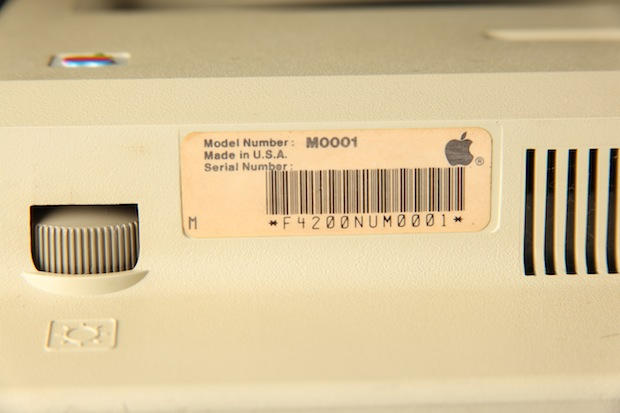 Model Number: M0001
Made in U.S.A.
Serial Number:
*F4200NUM0001*
M
®